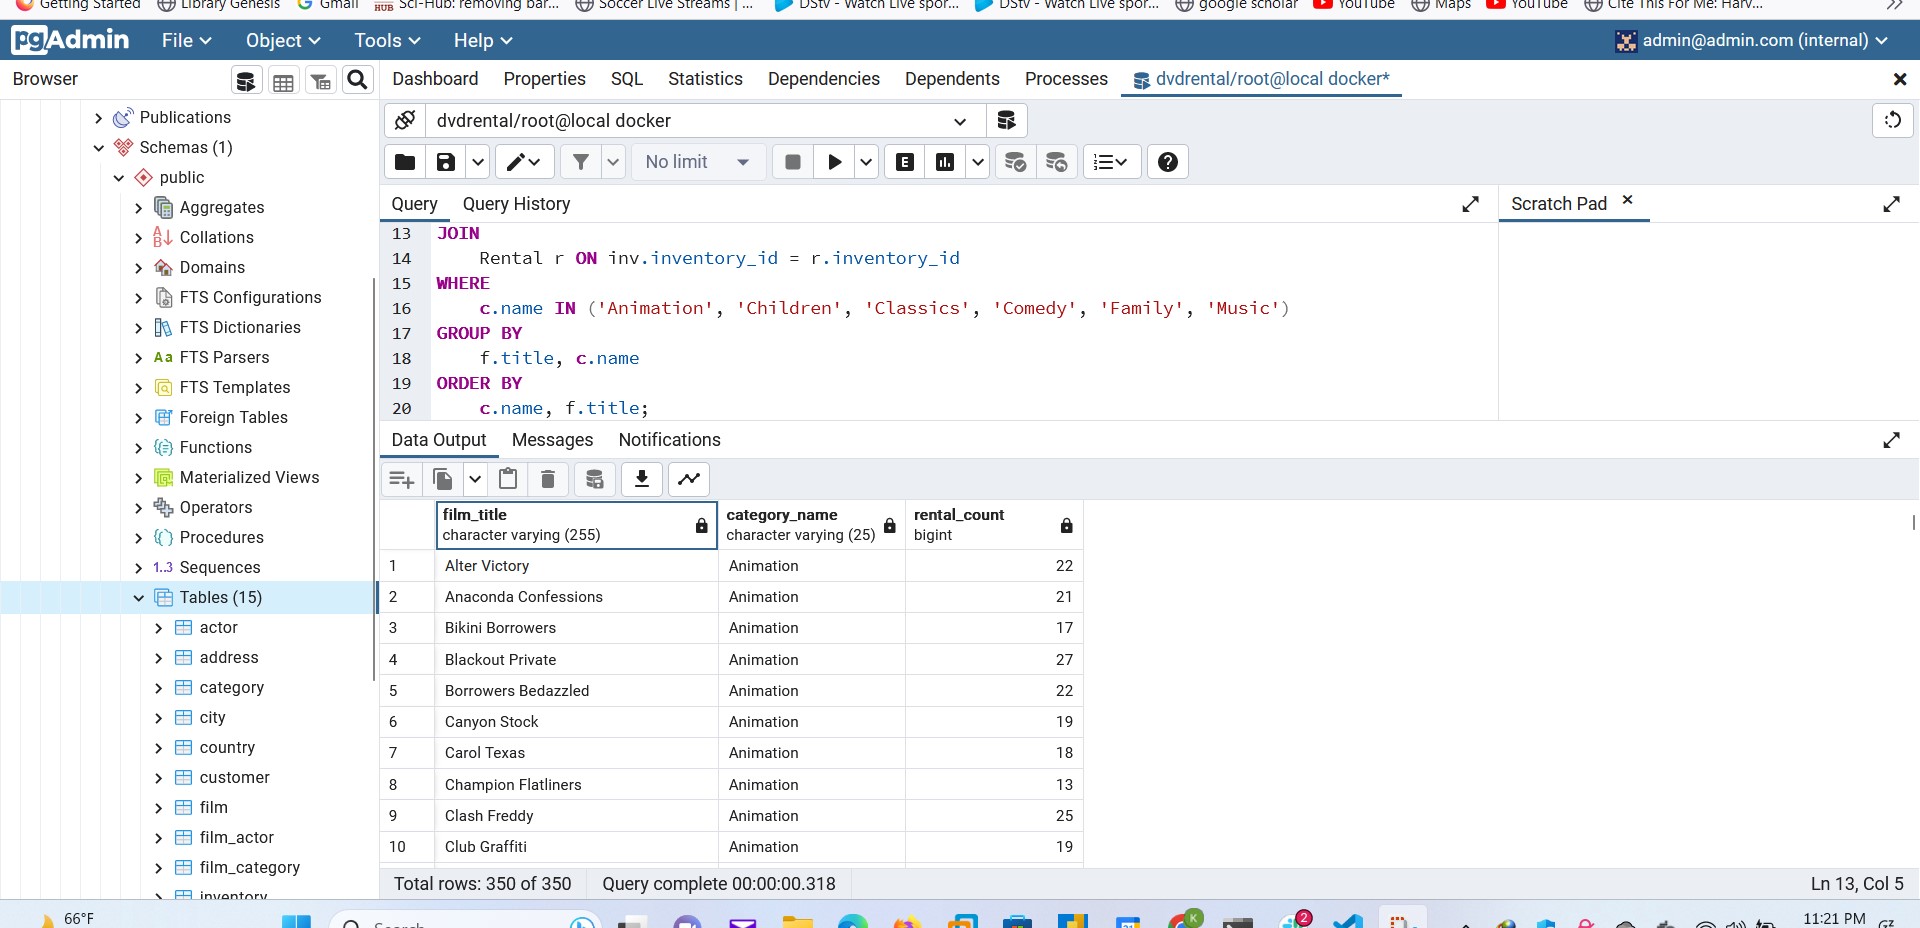 Getting Started Library Genesis Gmail Sci-Hub: removing bar... Soccer Live Streams | ... DStv - Watch Live spor... DStv - Watch Live spor... google scholar YouTube Maps YouTube Cite This For Me: Harv...
pgAdmin File Object Tools Help admin@admin.com (internal)
Browser
Dashboard Properties SQL Statistics Dependencies Dependents Processes dvdrental/root@local docker*
Publications
Schemas (1)
public
Aggregates
Collations
Domains
FTS Configurations
FTS Dictionaries
Aa FTS Parsers
FTS Templates
Foreign Tables
Functions
Materialized Views
Operators
Procedures
1..3 Sequences
Tables (15)
actor
address
category
city
country
customer
film
film_actor
film_category
inventory
dvdrental/root@local docker
No limit
E
Query Query History
Scratch Pad
13 JOIN
14 Rental r ON inv.inventory_id = r.inventory_id
15 WHERE
16 c.name IN ('Animation', 'Children', 'Classics', 'Comedy', 'Family', 'Music')
17 GROUP BY
18 f.title, c.name
19 ORDER BY
20 c.name, f.title;
Data Output Messages Notifications
film_title category_name rental_count
character varying (255) character varying (25) bigint
1 Alter Victory Animation 22
2 Anaconda Confessions Animation 21
3 Bikini Borrowers Animation 17
4 Blackout Private Animation 27
5 Borrowers Bedazzled Animation 22
6 Canyon Stock Animation 19
7 Carol Texas Animation 18
8 Champion Flatliners Animation 13
9 Clash Freddy Animation 25
10 Club Graffiti Animation 19
Total rows: 350 of 350 Query complete 00:00:00.318 Ln 13, Col 5
66°F Search K 2 11:21 PM